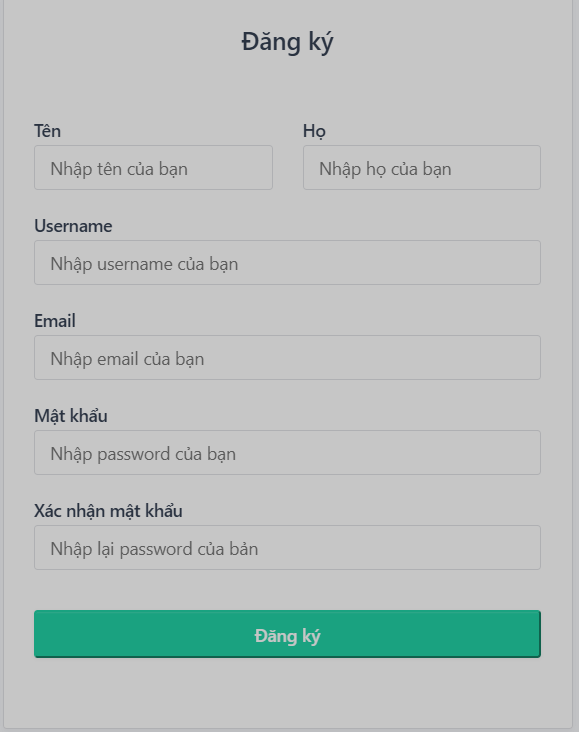 Đăng ký
Tên
Họ
Nhập tên của bạn
Nhập họ của bạn
Username
Nhập username của bạn
Email
Nhập email của bạn
Mật khẩu
Nhập password của bạn
Xác nhận mật khẩu
Nhập lại password của bản
Đăng ký